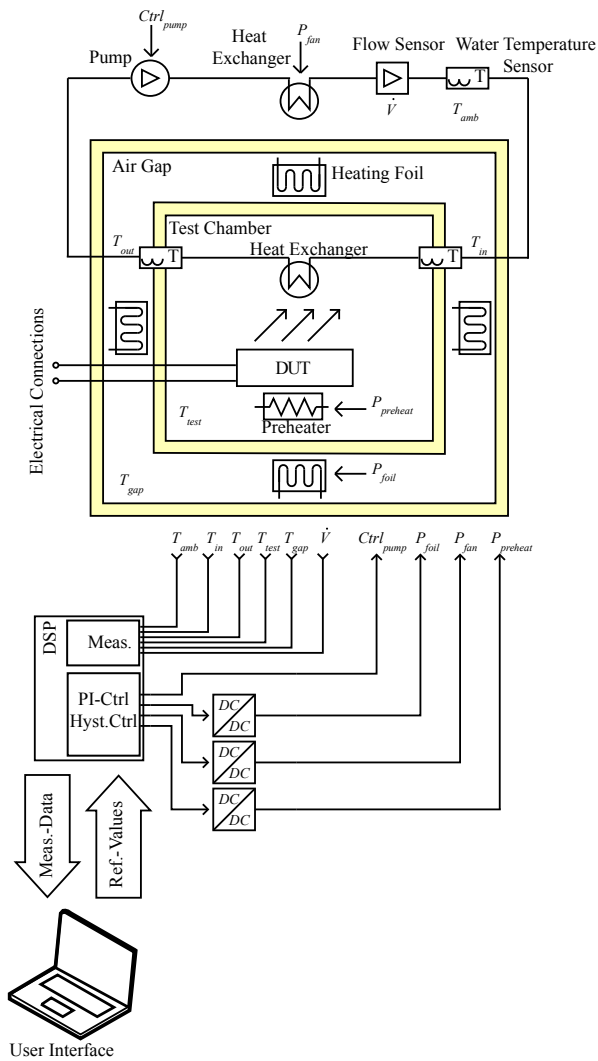 Ctrl_pump
P_fan
Heat
Exchanger
Pump
Flow Sensor
Water Temperature
Sensor
T
V̇
T_amb
Air Gap
Heating Foil
Test Chamber
T_out
T
Heat Exchanger
T
T_in
Electrical Connections
DUT
P_preheat
Preheater
T_test
P_foil
T_gap
T_amb T_in T_out T_test T_gap V̇ Ctrl_pump P_foil P_fan P_preheat
DSP
Meas.
PI-Ctrl
Hyst.Ctrl
DC
DC
DC
DC
DC
DC
Meas.-Data
Ref.-Values
User Interface